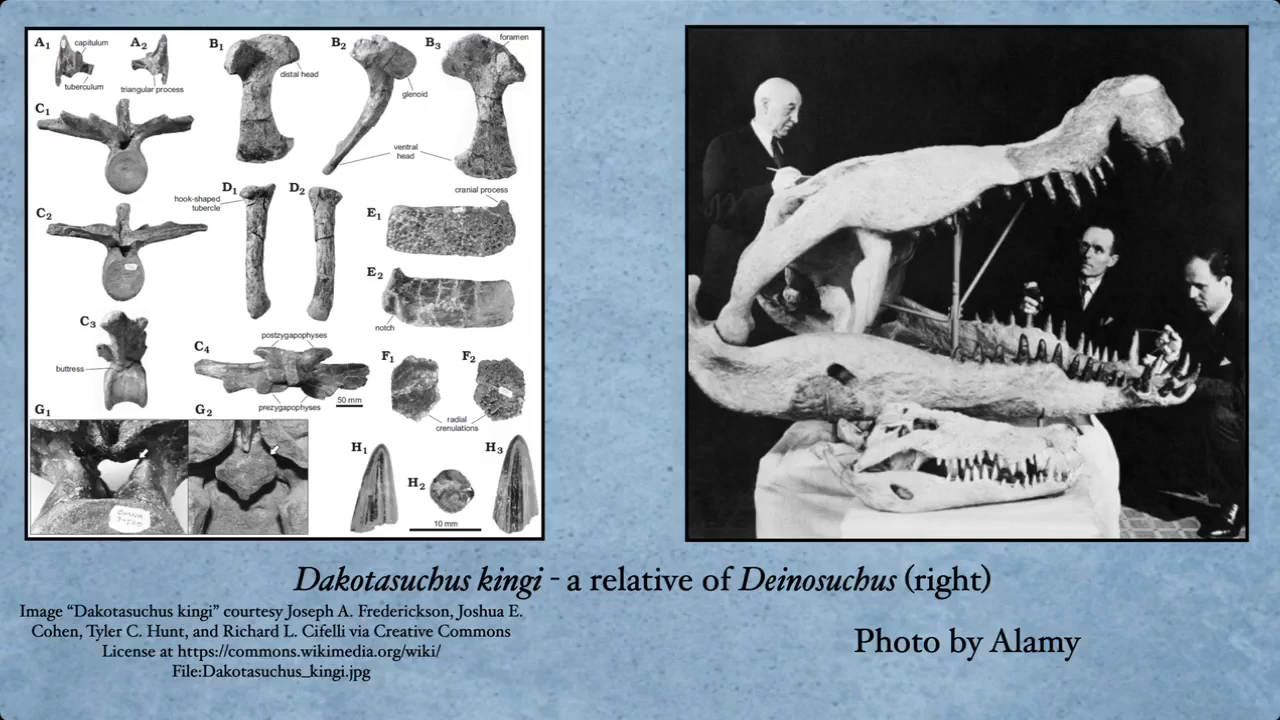 A1
capitulum
tuberculum
A2
triangular process
B1
distal head
B2
glenoid
B3
foramen
ventral
head
C1
C2
C3
buttress
D1
D2
hook-shaped
tubercle
cranial process
E1
E2
notch
C4
postzygapophyses
prezygapophyses
50 mm
F1
F2
radial
crenulations
G1
G2
H1
H2
H3
10 mm
Dakotasuchus kingi - a relative of Deinosuchus (right)
Image “Dakotasuchus kingi” courtesy Joseph A. Frederickson, Joshua E.
Cohen, Tyler C. Hunt, and Richard L. Cifelli via Creative Commons
License at https://commons.wikimedia.org/wiki/
File:Dakotasuchus_kingi.jpg
Photo by Alamy